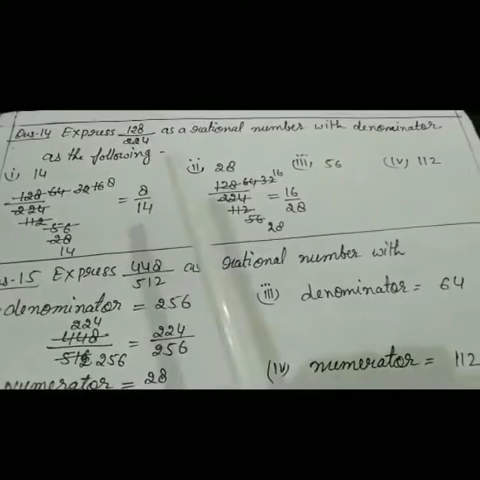 Qus-14 Express 128/224 as a rational number with denominator
as the following -
(i) 14 (ii) 28 (iii) 56 (iv) 112
128 64 32 16 8 / 224 112 56 28 14 = 8/14
128 64 32 16 / 224 112 56 28 = 16/28
us-15 Express 448/512 as rational number with
denominator = 256 (iii) denominator = 64
224 448 / 512 256 = 224/256
numerator = 28 (iv) numerator = 112